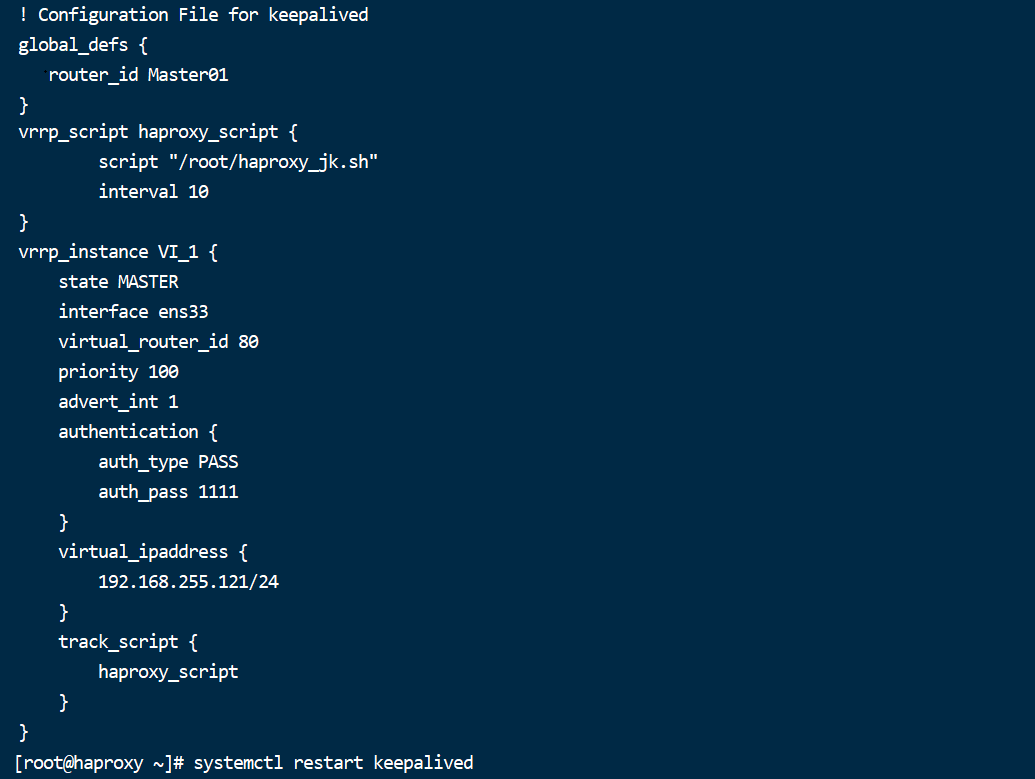 ! Configuration File for keepalived
global_defs {
   router_id Master01
}
vrrp_script haproxy_script {
        script "/root/haproxy_jk.sh"
        interval 10
}
vrrp_instance VI_1 {
    state MASTER
    interface ens33
    virtual_router_id 80
    priority 100
    advert_int 1
    authentication {
        auth_type PASS
        auth_pass 1111
    }
    virtual_ipaddress {
        192.168.255.121/24
    }
    track_script {
        haproxy_script
    }
}
[root@haproxy ~]# systemctl restart keepalived